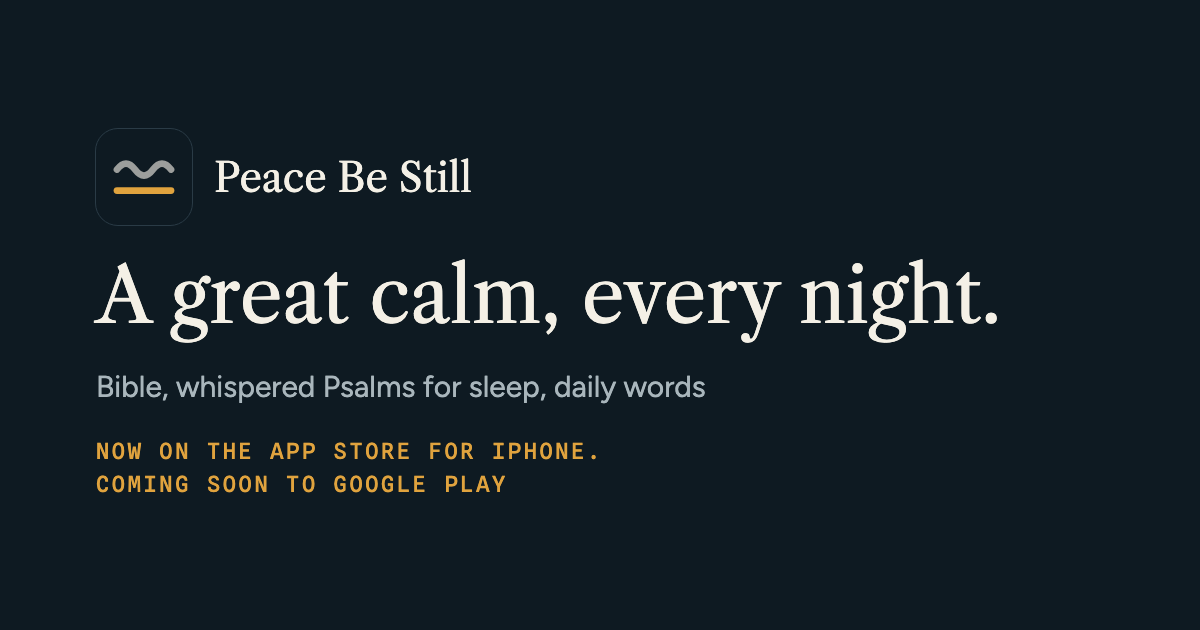 Peace Be Still
A great calm, every night.
Bible, whispered Psalms for sleep, daily words
NOW ON THE APP STORE FOR IPHONE.
COMING SOON TO GOOGLE PLAY